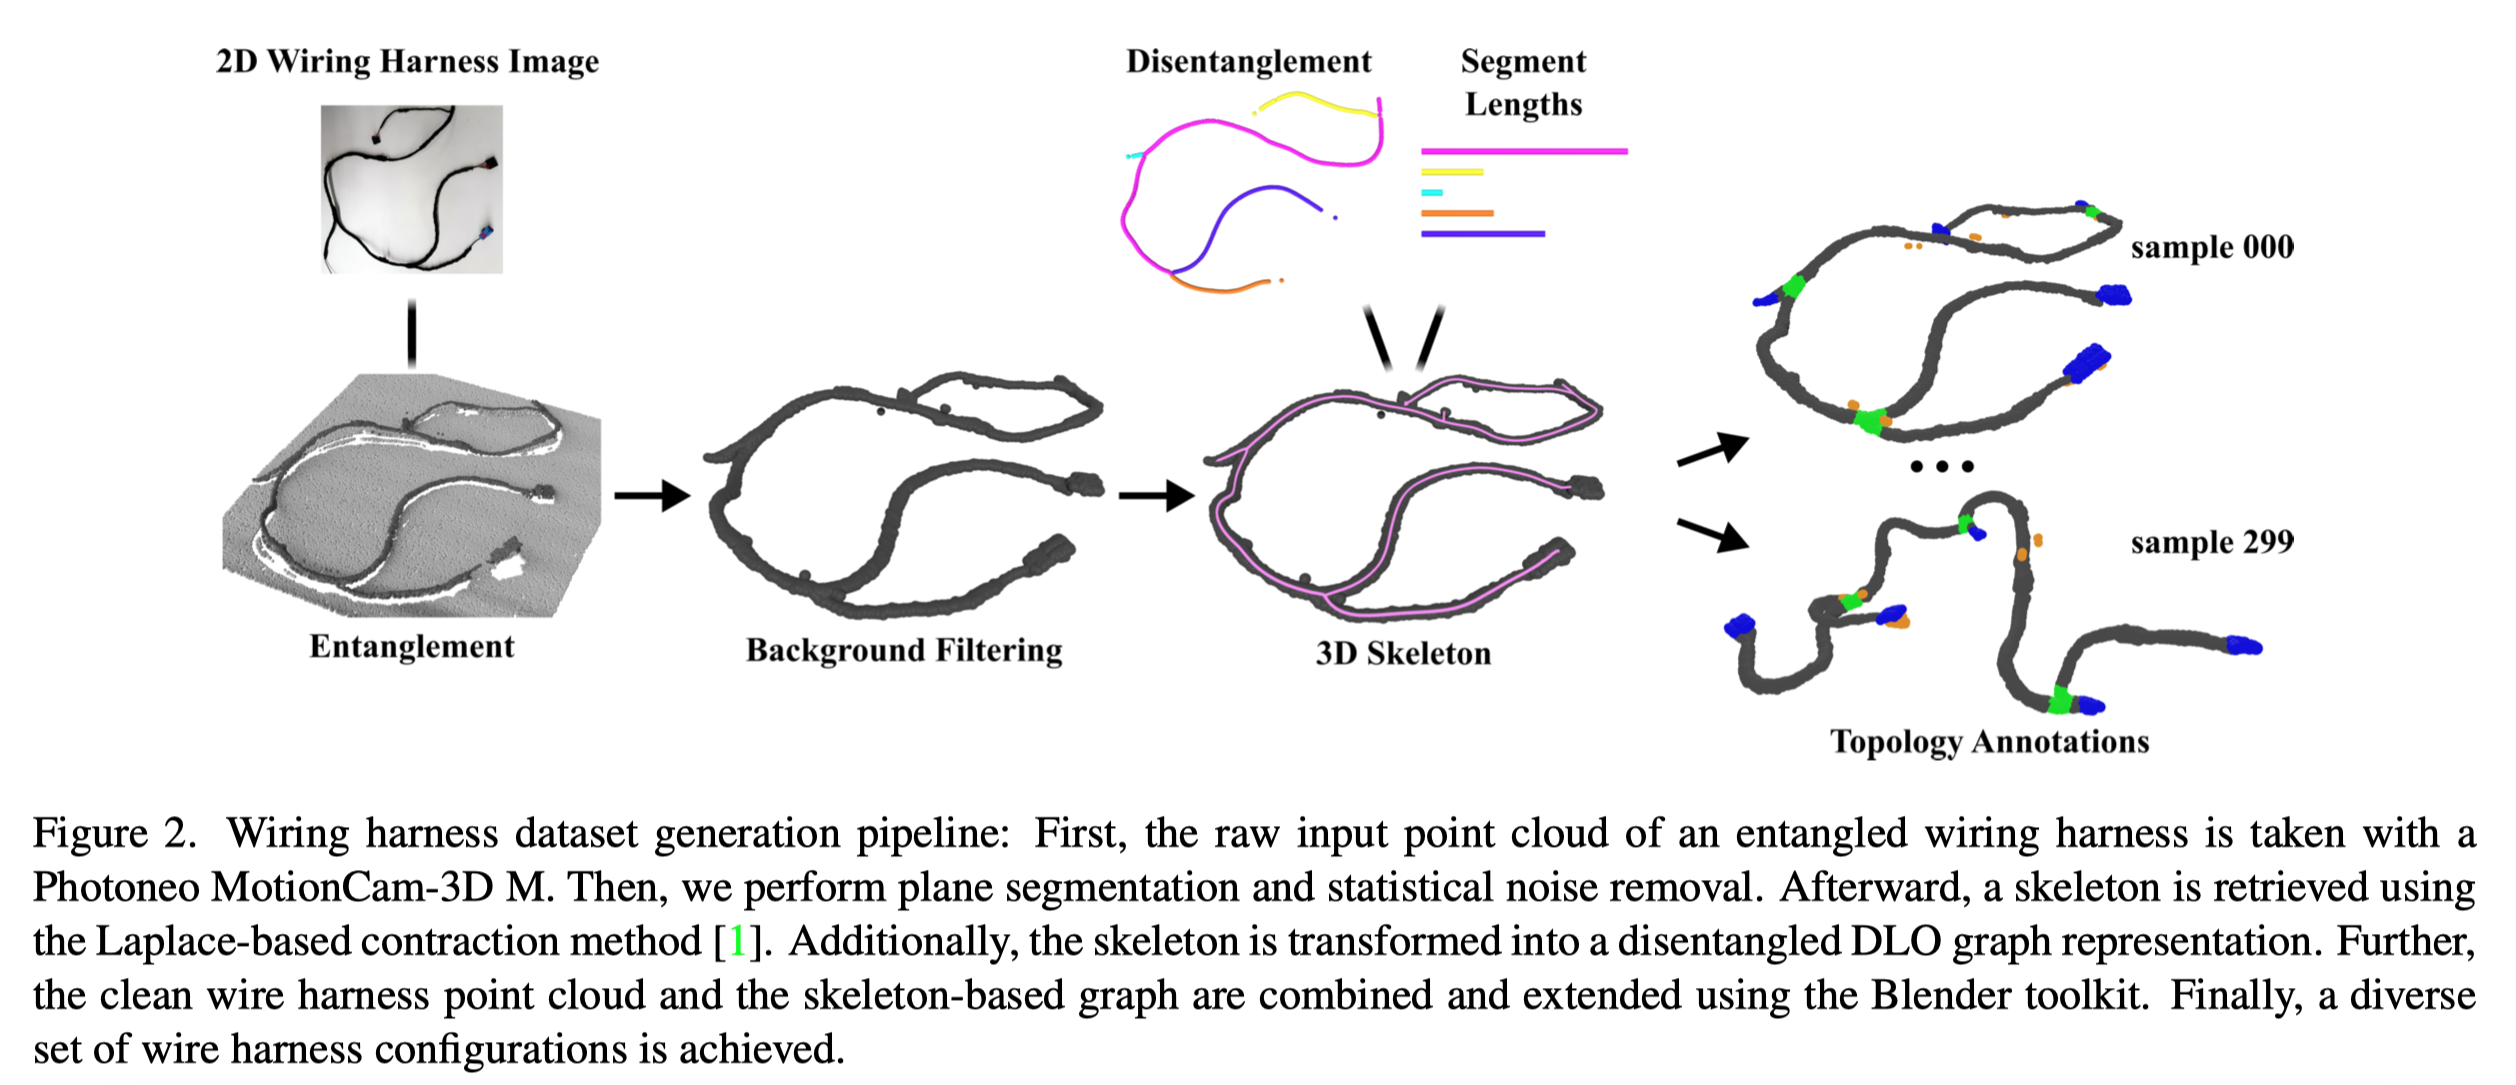 2D Wiring Harness Image
Disentanglement
Segment
Lengths
sample 000
sample 299
Entanglement
Background Filtering
3D Skeleton
Topology Annotations
Figure 2. Wiring harness dataset generation pipeline: First, the raw input point cloud of an entangled wiring harness is taken with a
Photoneo MotionCam-3D M. Then, we perform plane segmentation and statistical noise removal. Afterward, a skeleton is retrieved using
the Laplace-based contraction method [1]. Additionally, the skeleton is transformed into a disentangled DLO graph representation. Further,
the clean wire harness point cloud and the skeleton-based graph are combined and extended using the Blender toolkit. Finally, a diverse
set of wire harness configurations is achieved.